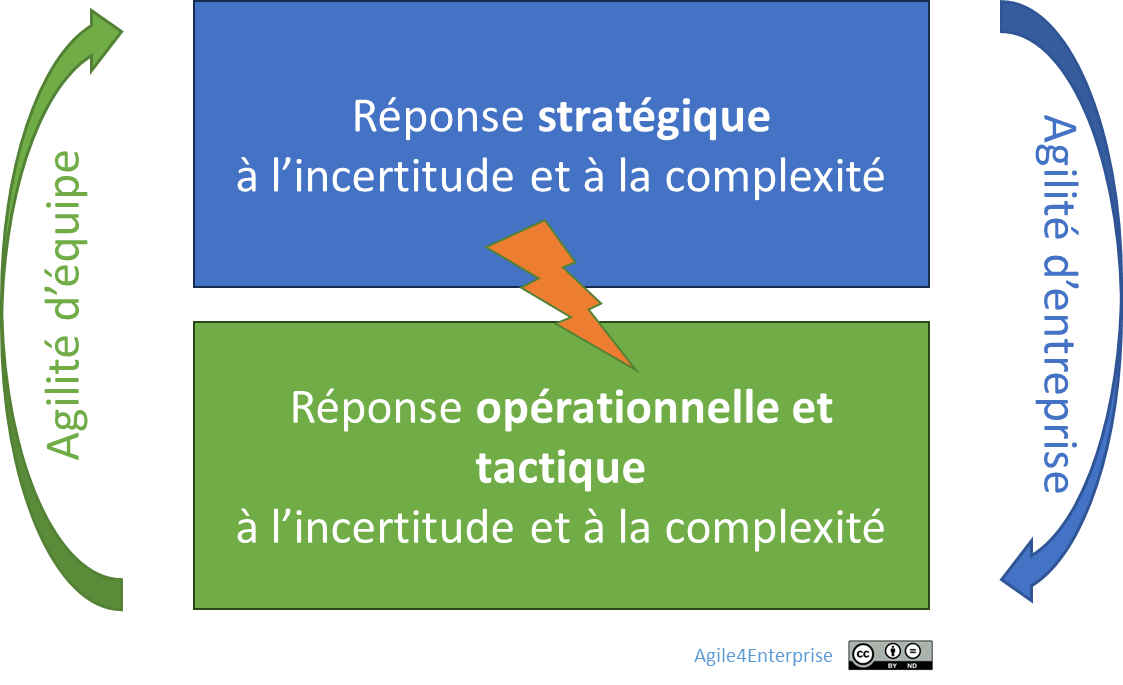 Réponse stratégique
à l’incertitude et à la complexité
Agilité d’équipe
Agilité d’entreprise
Réponse opérationnelle et
tactique
à l’incertitude et à la complexité
Agile4Enterprise
cc
BY ND